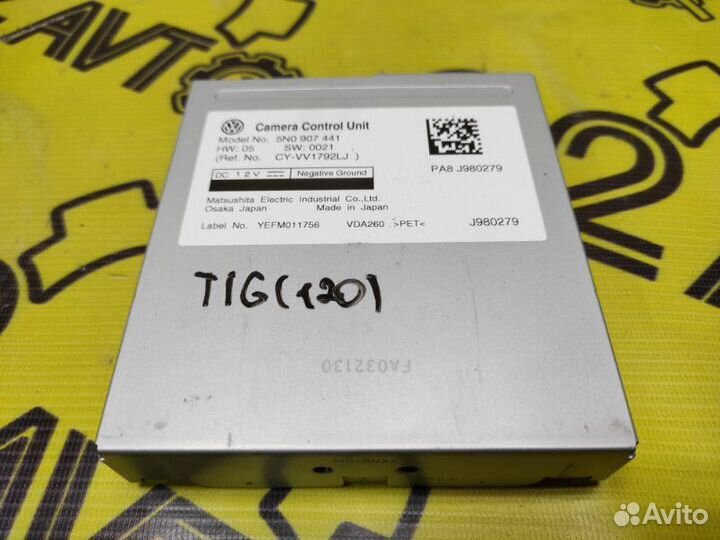 Camera Control Unit
Model No. 5N0 907 441
HW: 05 SW: 0021
(Ref. No. CY-VV1792LJ )
DC 12V Negative Ground
Matsushita Electric Industrial Co.,Ltd.
Osaka Japan Made in Japan
Label No. YEFM011756 VDA260 >PET<
PA8 J980279
J980279
TIG(120)
FA032130
Avito